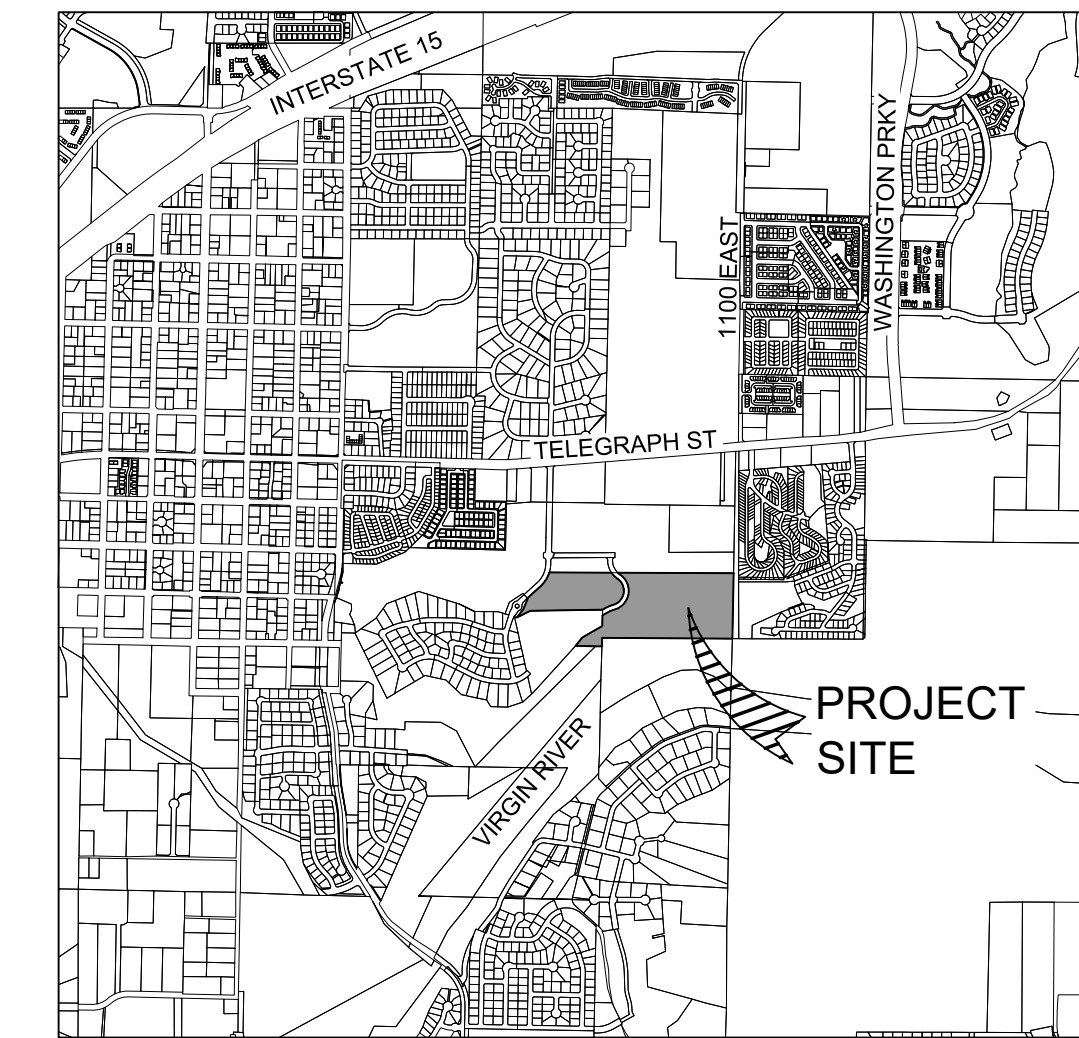 INTERSTATE 15
WASHINGTON PRKY
1100 EAST
TELEGRAPH ST
PROJECT
SITE
VIRGIN RIVER